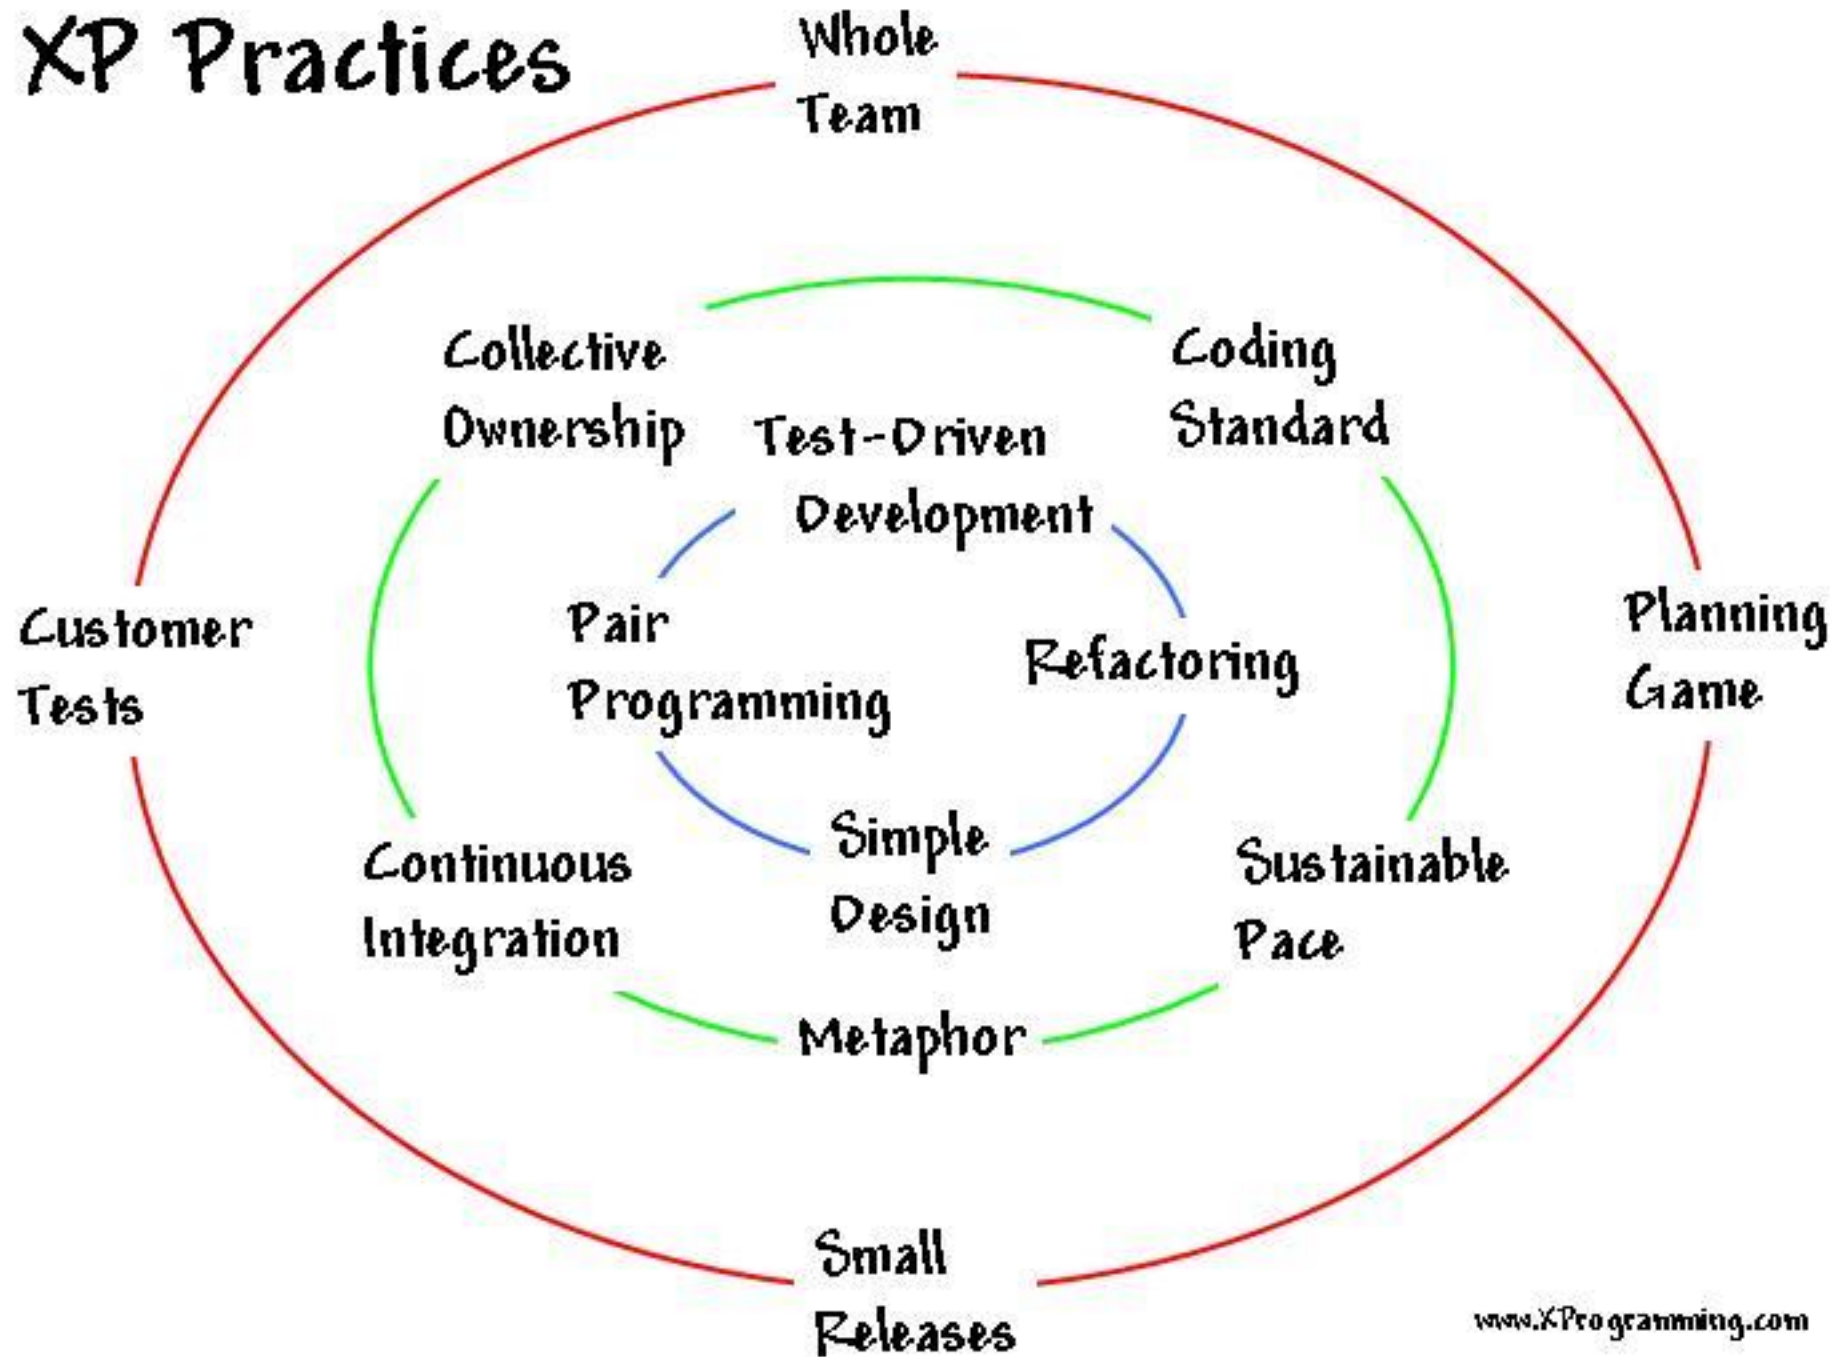 XP Practices
Whole
Team
Collective
Ownership
Coding
Standard
Test-Driven
Development
Customer
Tests
Pair
Programming
Refactoring
Planning
Game
Continuous
Integration
Simple
Design
Sustainable
Pace
Metaphor
Small
Releases
www.XProgramming.com